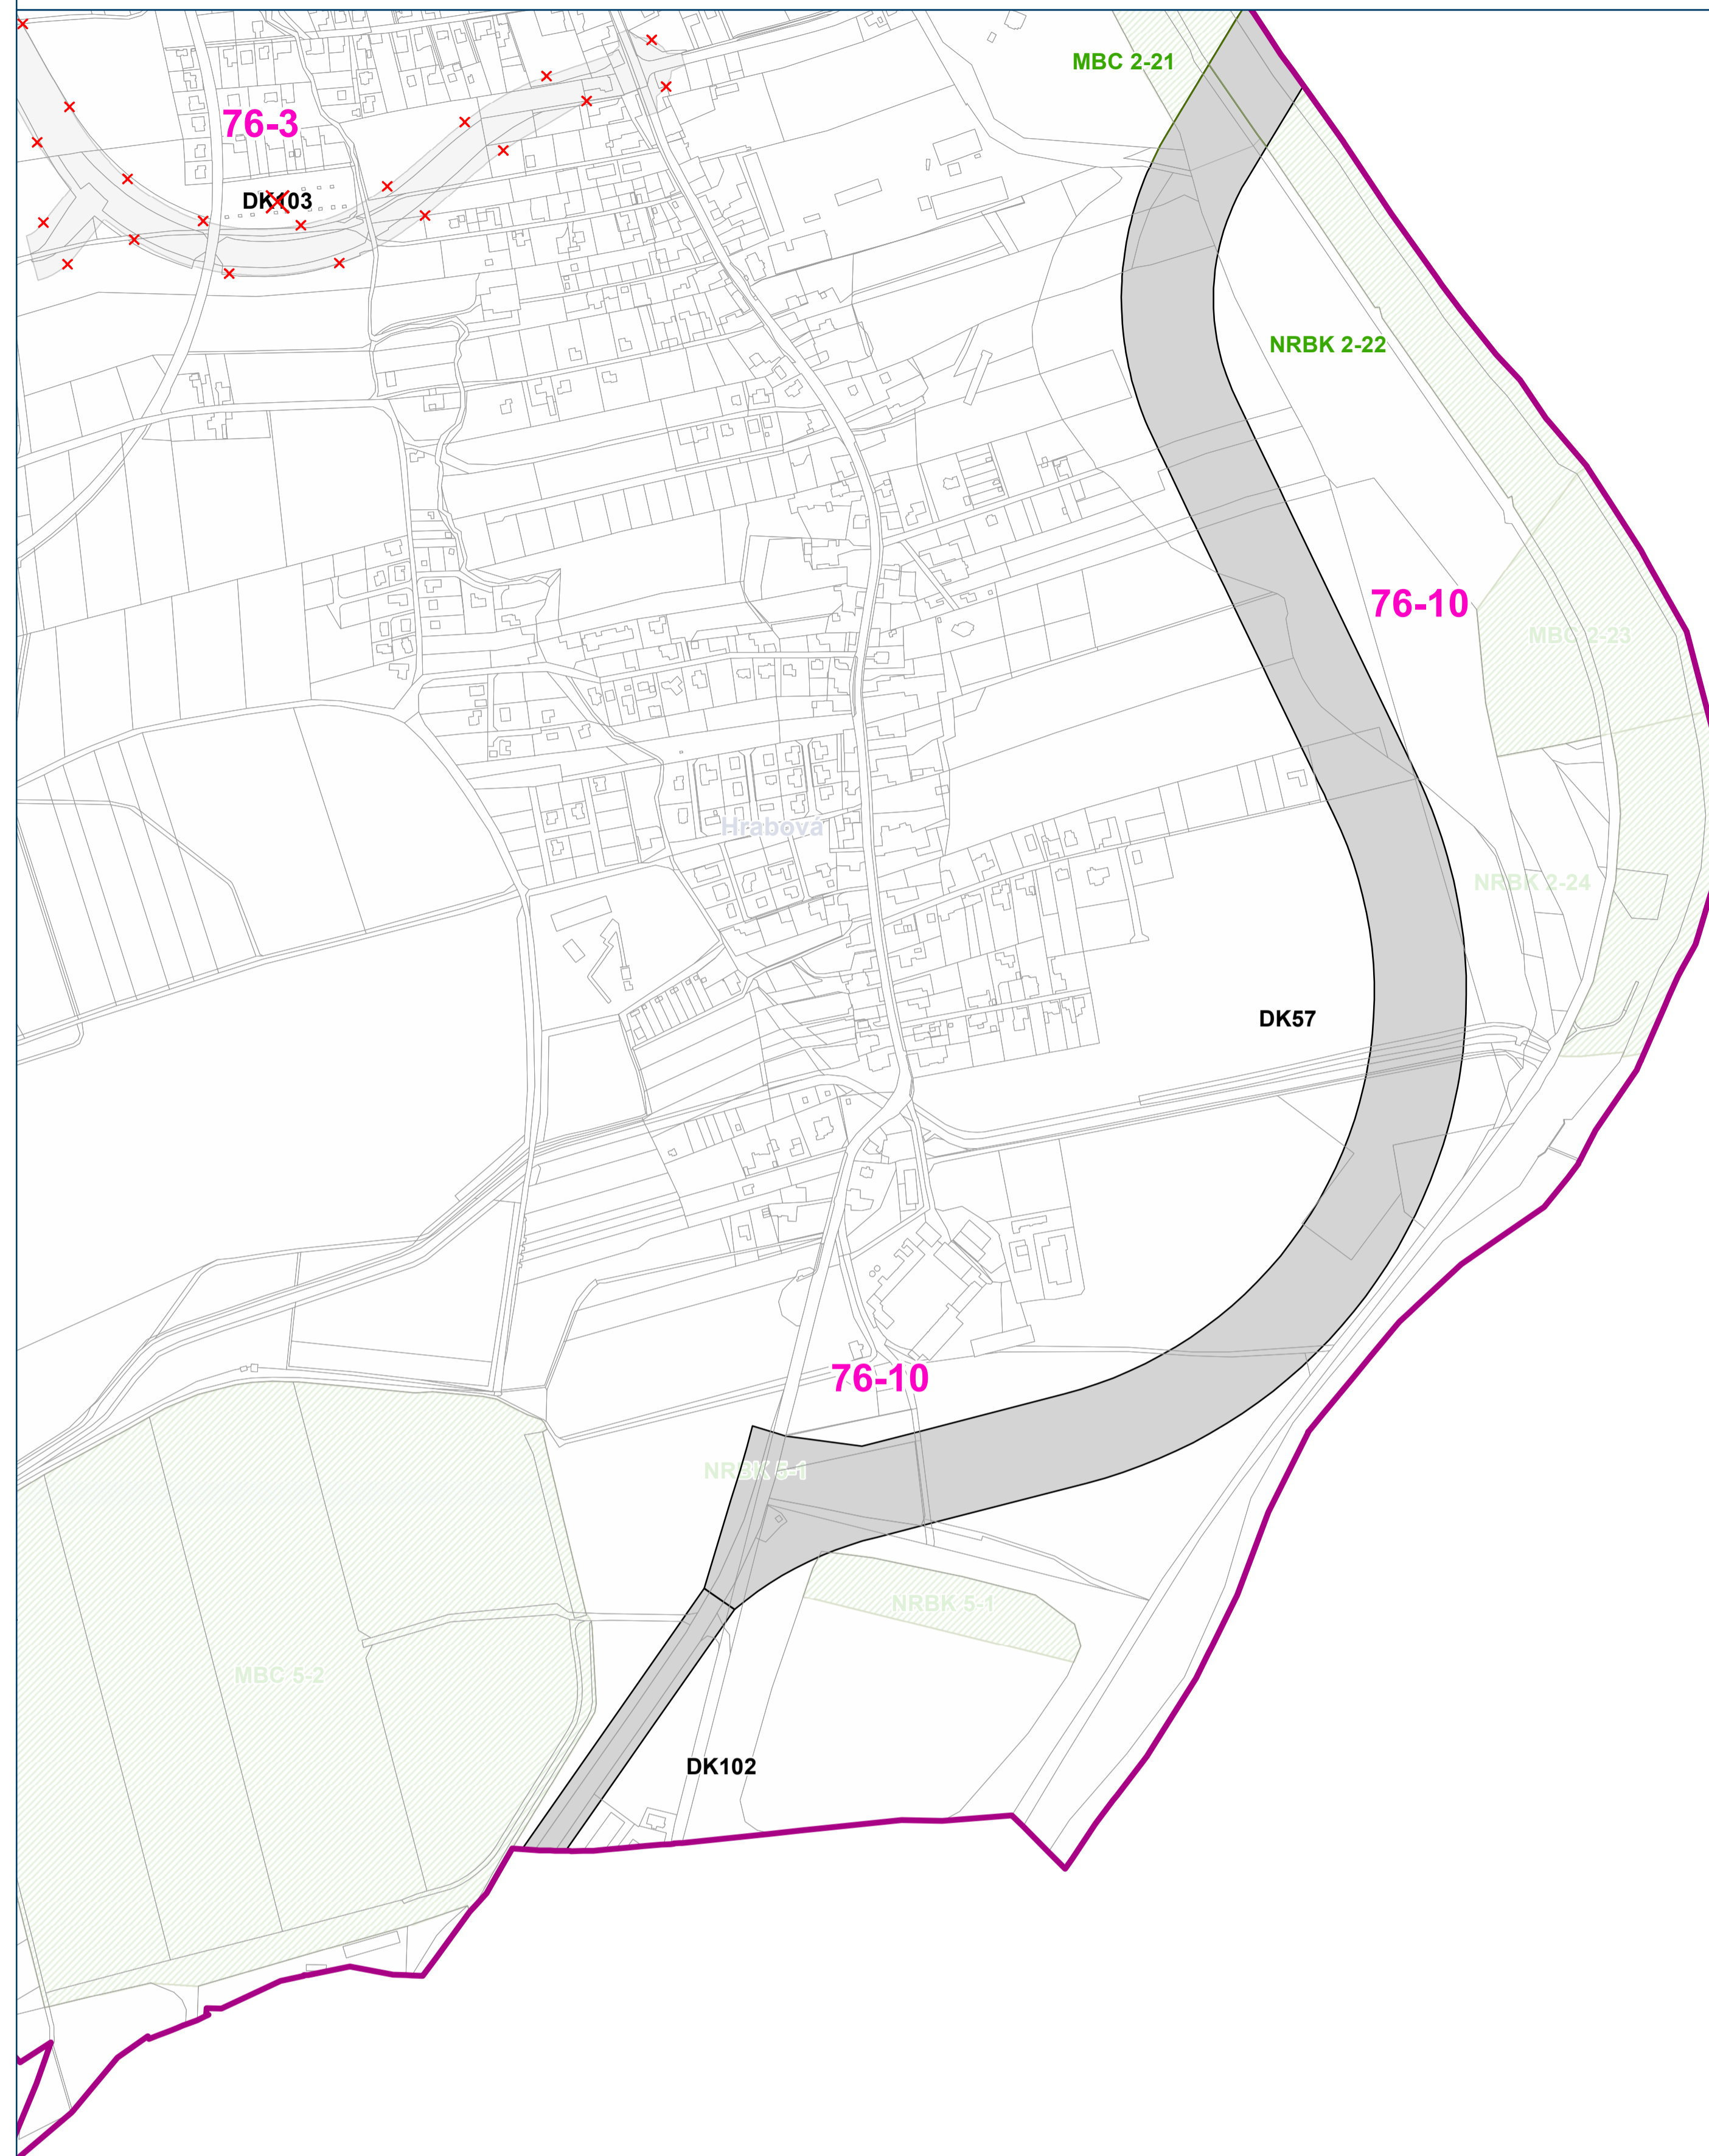 MBC 2-21
76-3
DK103
NRBK 2-22
76-10
MBC 2-23
Hrabová
NRBK 2-24
DK57
76-10
NRBK 5-1
NRBK 5-1
MBC 5-2
DK102